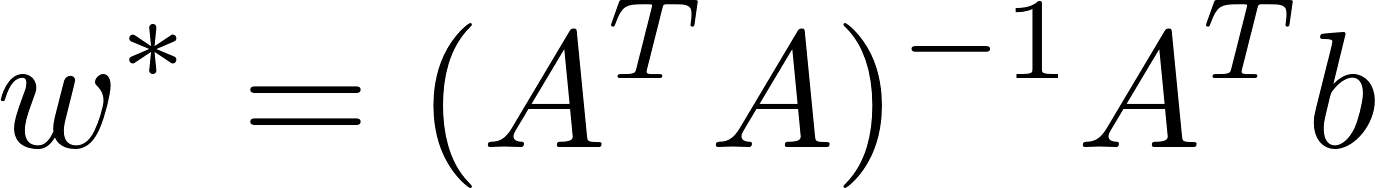 $w^* = (A^T A)^{-1} A^T b$